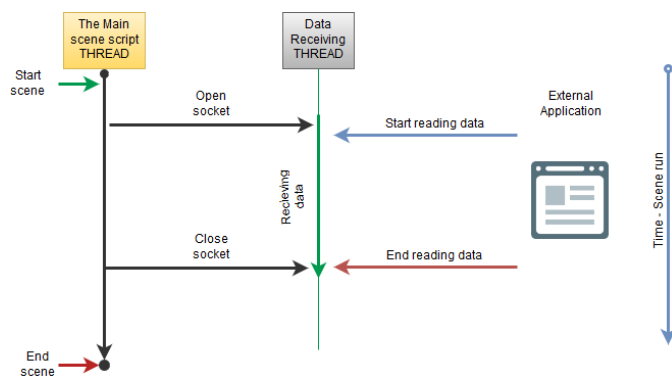 The Main
scene script
THREAD
Data
Receiving
THREAD
Start
scene
Open
socket
Start reading data
External
Application
Recieving
data
Time - Scene run
Close
socket
End reading data
End
scene